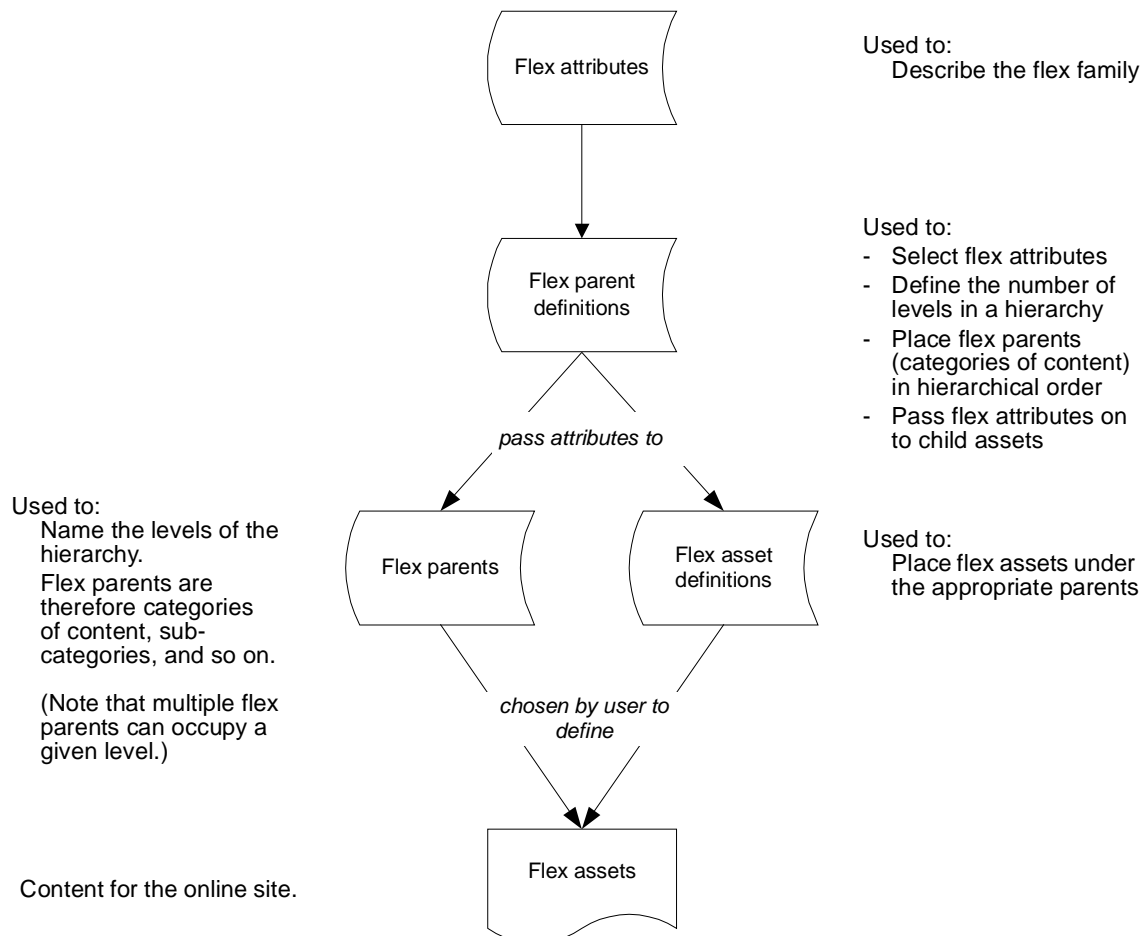 Flex attributes
Used to:
Describe the flex family
Flex parent
definitions
Used to:
- Select flex attributes
- Define the number of
levels in a hierarchy
- Place flex parents
(categories of content)
in hierarchical order
- Pass flex attributes on
to child assets
pass attributes to
Used to:
Name the levels of the
hierarchy.
Flex parents are
therefore categories
of content, sub-
categories, and so on.
(Note that multiple flex
parents can occupy a
given level.)
Flex parents
Flex asset
definitions
Used to:
Place flex assets under
the appropriate parents
chosen by user to
define
Flex assets
Content for the online site.